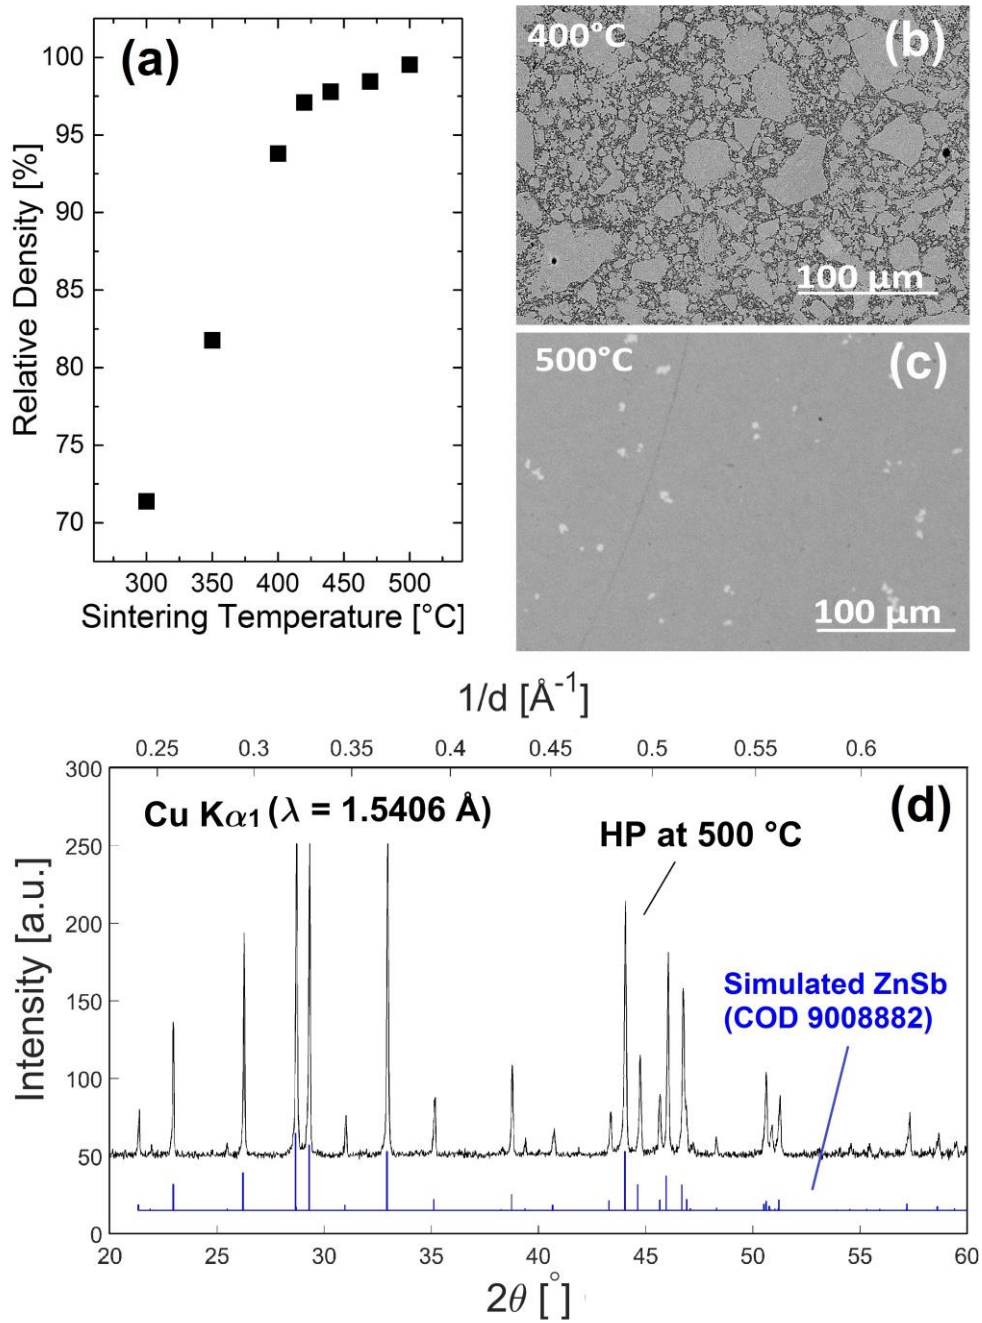 (a)
100
95
90
85
80
75
70
Relative Density [%]
300 350 400 450 500
Sintering Temperature [°C]
400°C
(b)
100 µm
500°C
(c)
100 µm
1/d [Å-1]
0.25 0.3 0.35 0.4 0.45 0.5 0.55 0.6
300
250
200
150
100
50
0
Intensity [a.u.]
Cu Kα1 (λ = 1.5406 Å)
(d)
HP at 500 °C
Simulated ZnSb
(COD 9008882)
20 25 30 35 40 45 50 55 60
2θ [°]